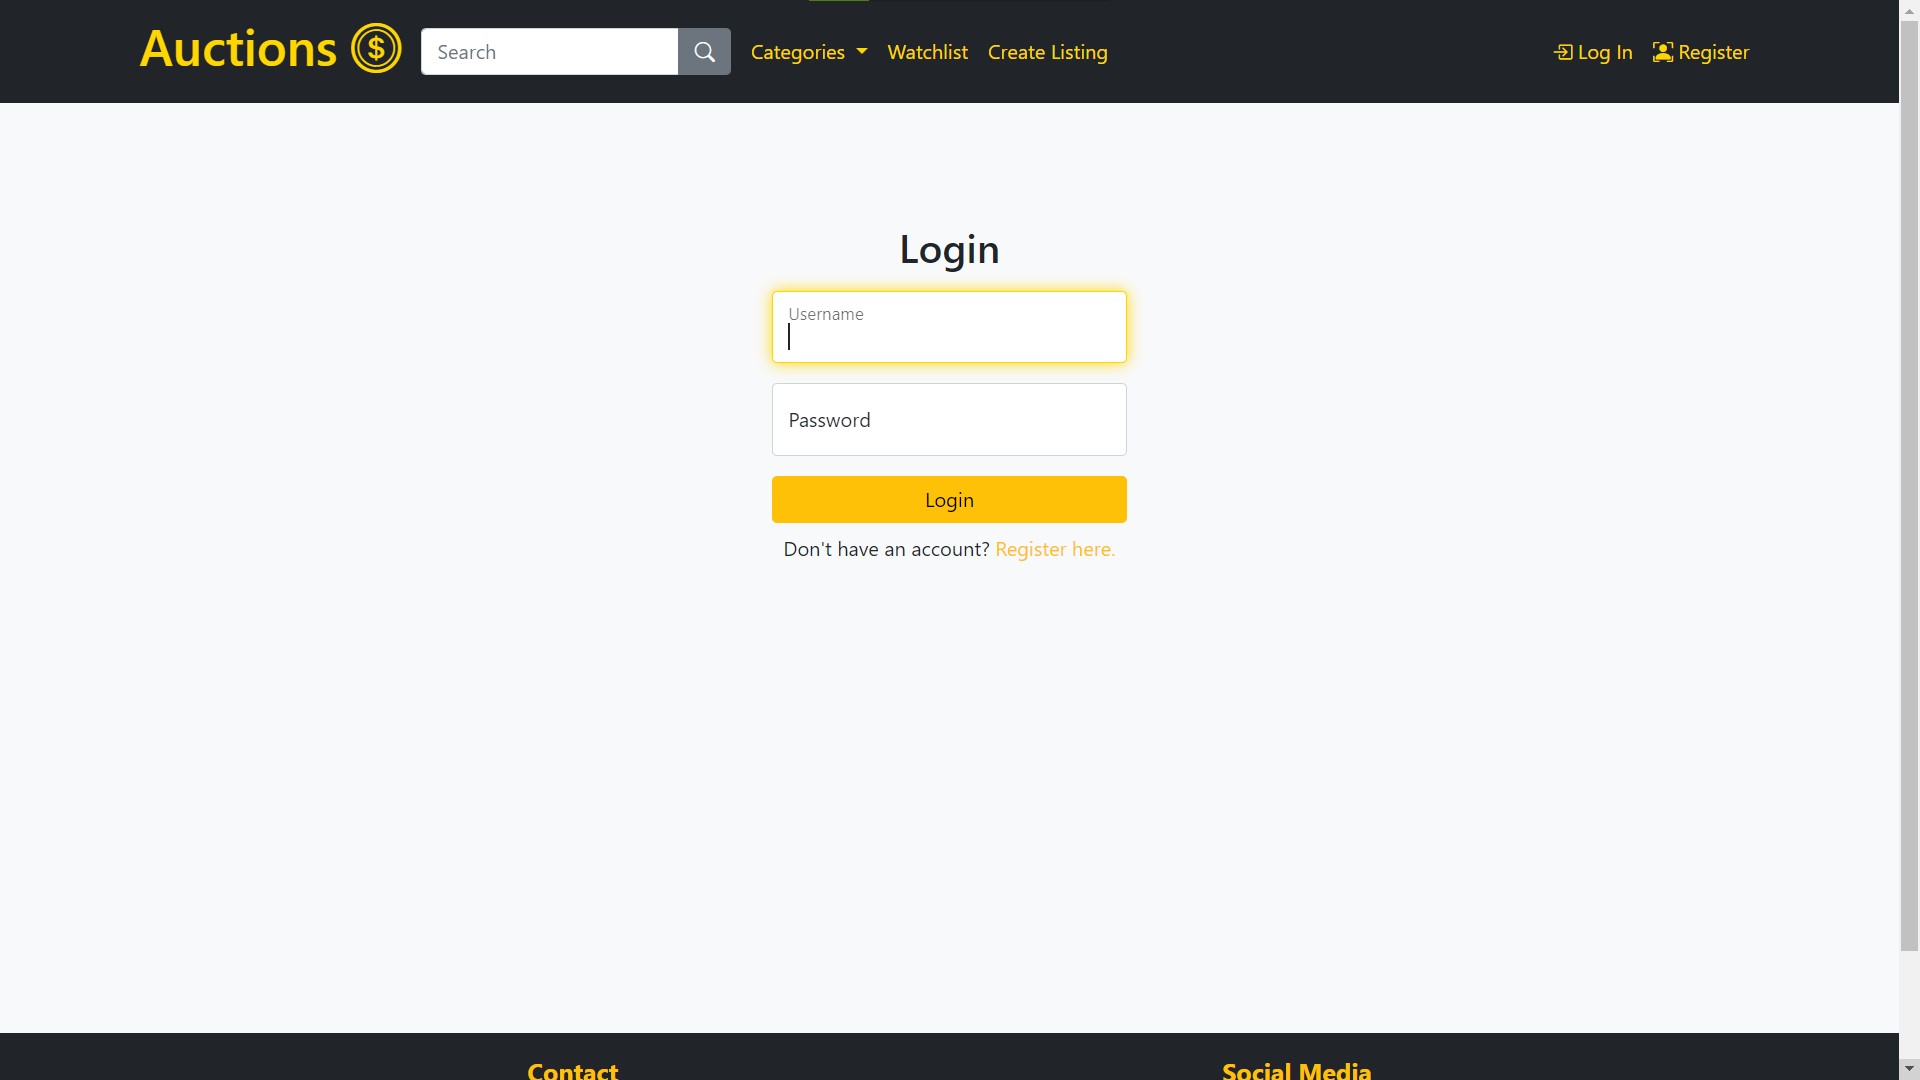 Auctions $
Search
Categories
Watchlist
Create Listing
Log In
Register
Login
Username
Password
Login
Don't have an account? Register here.
Contact
Social Media